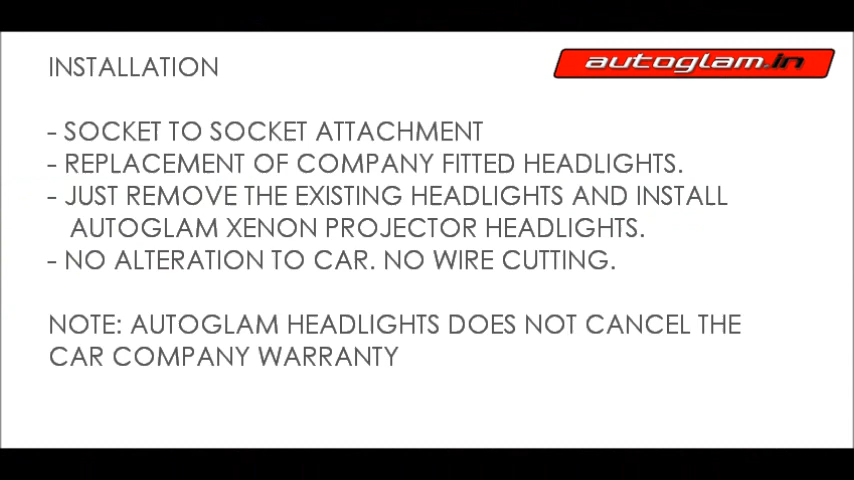 INSTALLATION
autoglam.in
- SOCKET TO SOCKET ATTACHMENT
- REPLACEMENT OF COMPANY FITTED HEADLIGHTS.
- JUST REMOVE THE EXISTING HEADLIGHTS AND INSTALL
AUTOGLAM XENON PROJECTOR HEADLIGHTS.
- NO ALTERATION TO CAR. NO WIRE CUTTING.
NOTE: AUTOGLAM HEADLIGHTS DOES NOT CANCEL THE
CAR COMPANY WARRANTY